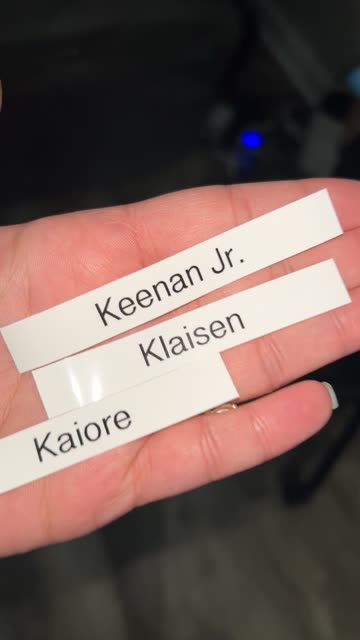 Keenan Jr.
Klaisen
Kaiore